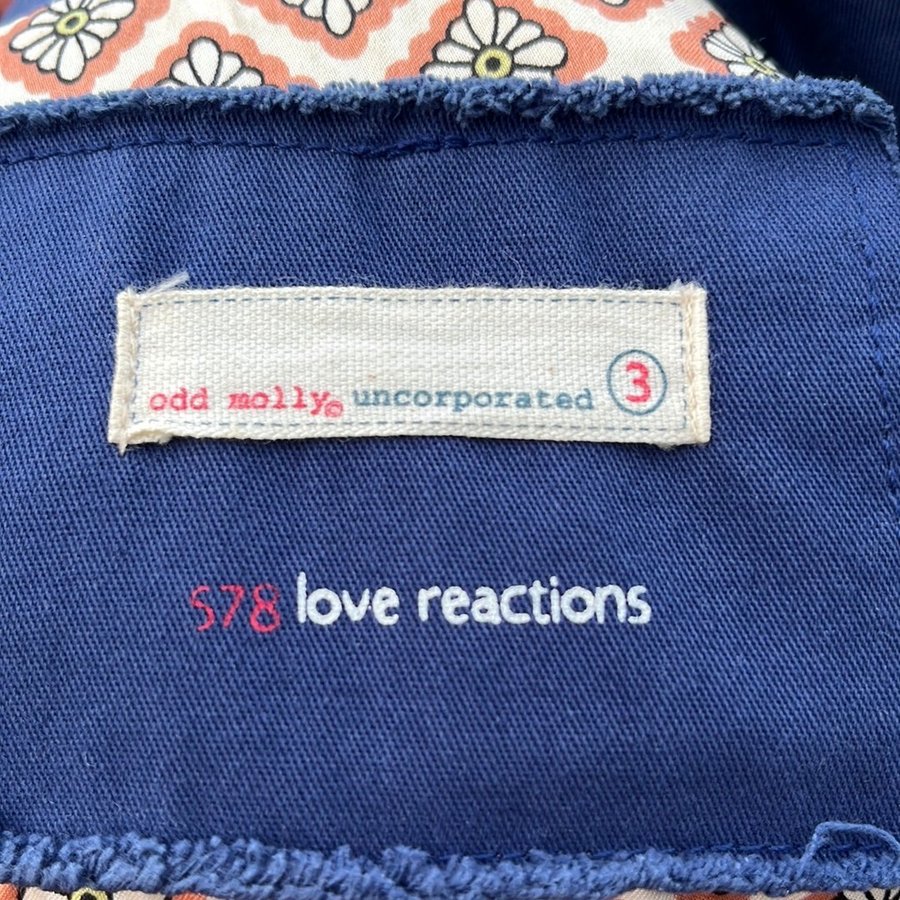 odd molly© uncorporated 3
578 love reactions